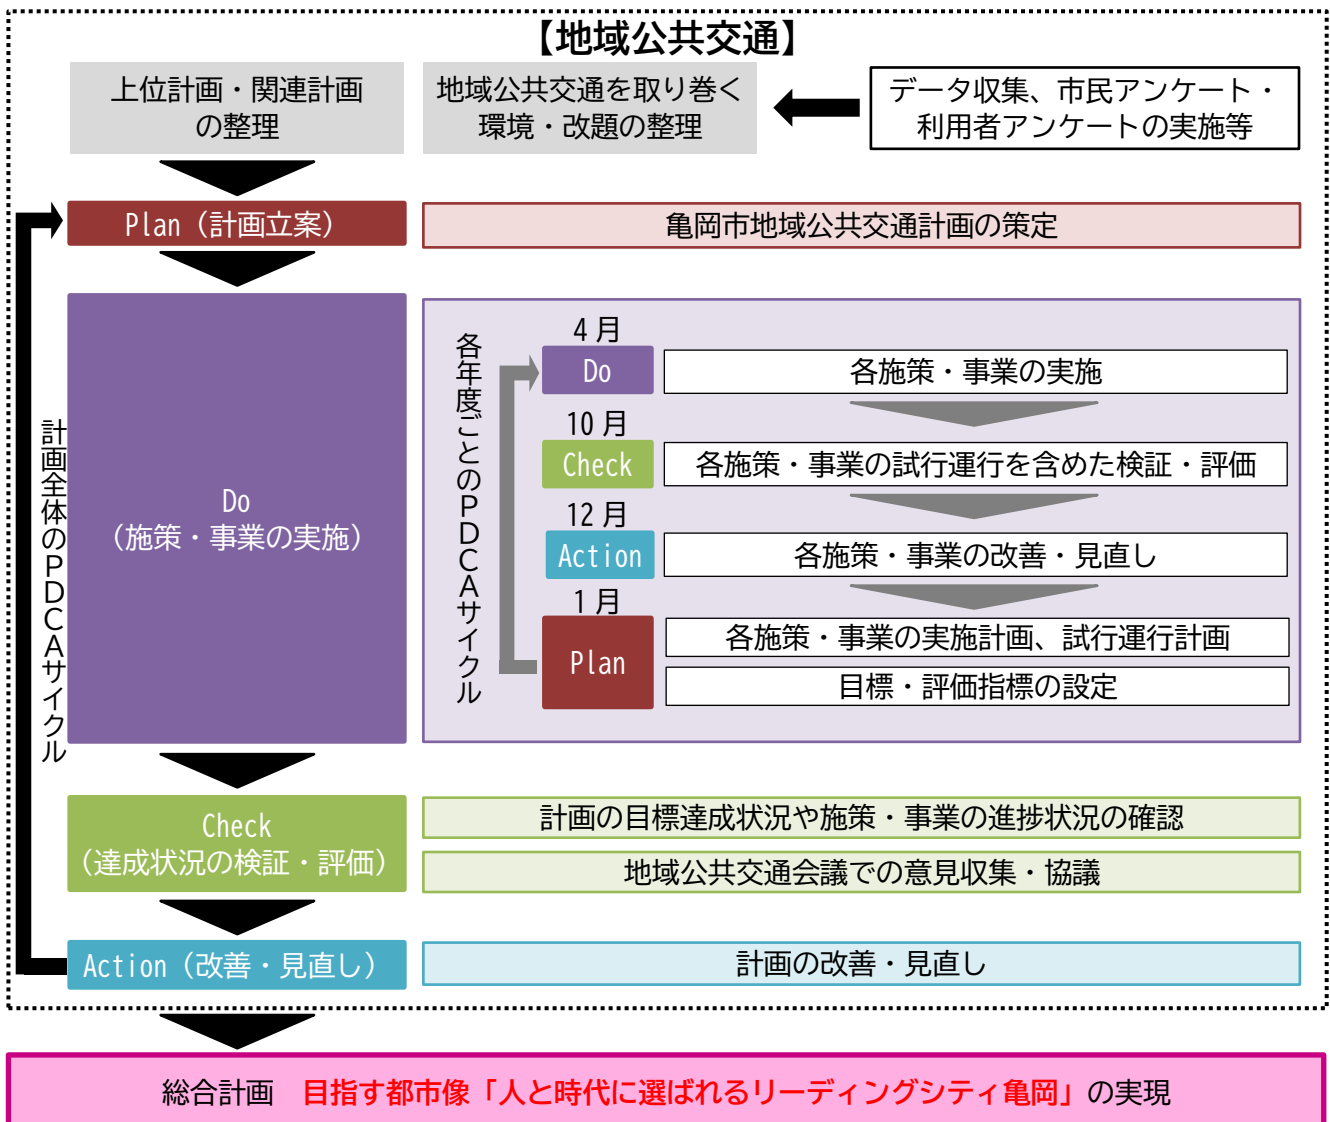 【地域公共交通】
上位計画・関連計画
の整理
地域公共交通を取り巻く
環境・改題の整理
データ収集、市民アンケート・
利用者アンケートの実施等
Plan（計画立案）
亀岡市地域公共交通計画の策定
計画全体のPDCAサイクル
Do
（施策・事業の実施）
各年度ごとのPDCAサイクル
4月
Do
各施策・事業の実施
10月
Check
各施策・事業の試行運行を含めた検証・評価
12月
Action
各施策・事業の改善・見直し
1月
Plan
各施策・事業の実施計画、試行運行計画
目標・評価指標の設定
Check
（達成状況の検証・評価）
計画の目標達成状況や施策・事業の進捗状況の確認
地域公共交通会議での意見収集・協議
Action（改善・見直し）
計画の改善・見直し
総合計画　目指す都市像「人と時代に選ばれるリーディングシティ亀岡」の実現